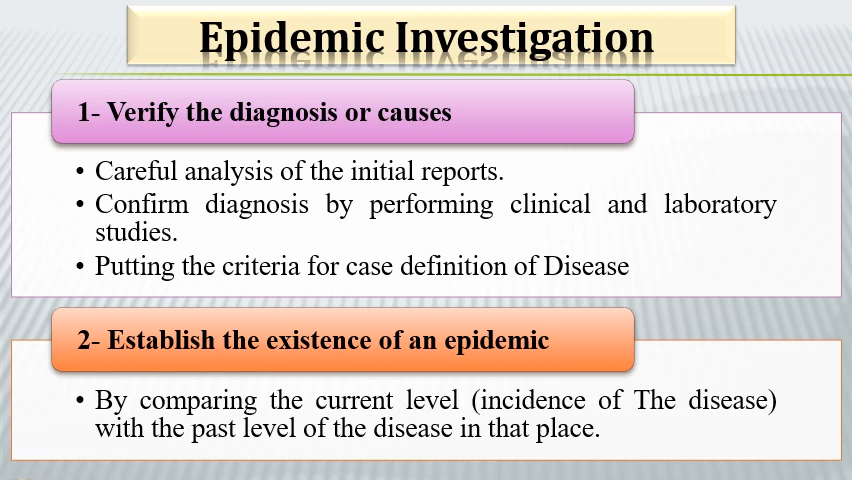 Epidemic Investigation
1- Verify the diagnosis or causes
• Careful analysis of the initial reports.
• Confirm diagnosis by performing clinical and laboratory
studies.
• Putting the criteria for case definition of Disease
2- Establish the existence of an epidemic
• By comparing the current level (incidence of The disease)
with the past level of the disease in that place.